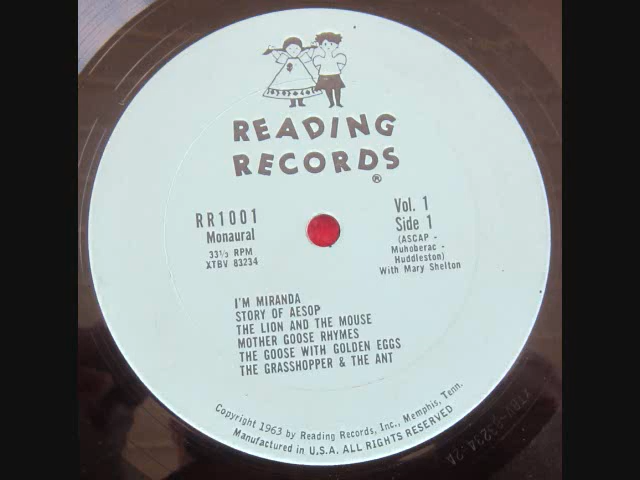 READING
RECORDS
®
RR1001
Monaural
33⅓ RPM
XTBV 83234
Vol. 1
Side 1
(ASCAP -
Muhoberac -
Huddleston)
With Mary Shelton
I'M MIRANDA
STORY OF AESOP
THE LION AND THE MOUSE
MOTHER GOOSE RHYMES
THE GOOSE WITH GOLDEN EGGS
THE GRASSHOPPER & THE ANT
Copyright 1963 by Reading Records, Inc., Memphis, Tenn.
Manufactured in U.S.A. ALL RIGHTS RESERVED